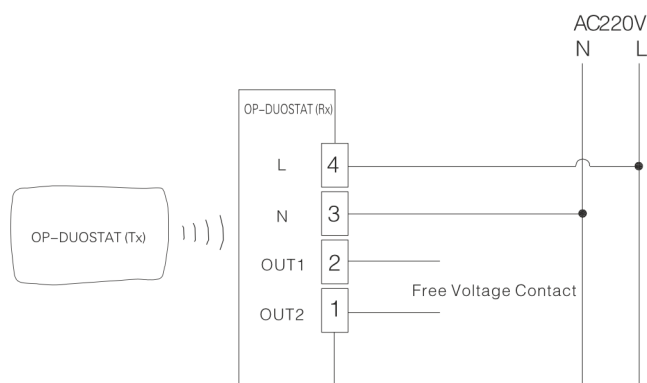 AC220V
N L
OP-DUOSTAT (Rx)
L 4
N 3
OP-DUOSTAT (Tx)
OUT1 2
Free Voltage Contact
OUT2 1